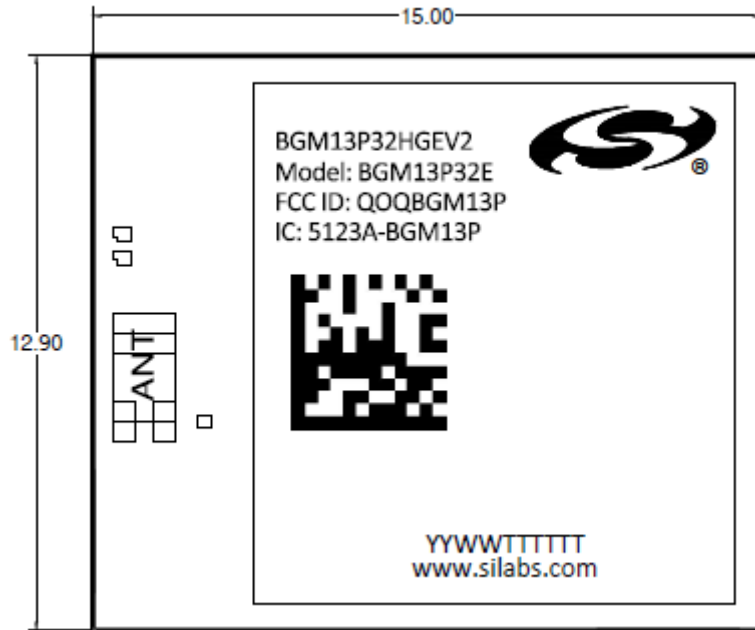 15.00
BGM13P32HGEV2
Model: BGM13P32E
FCC ID: QOQBGM13P
IC: 5123A-BGM13P
®
12.90
ANT
YYWWTTTTTT
www.silabs.com